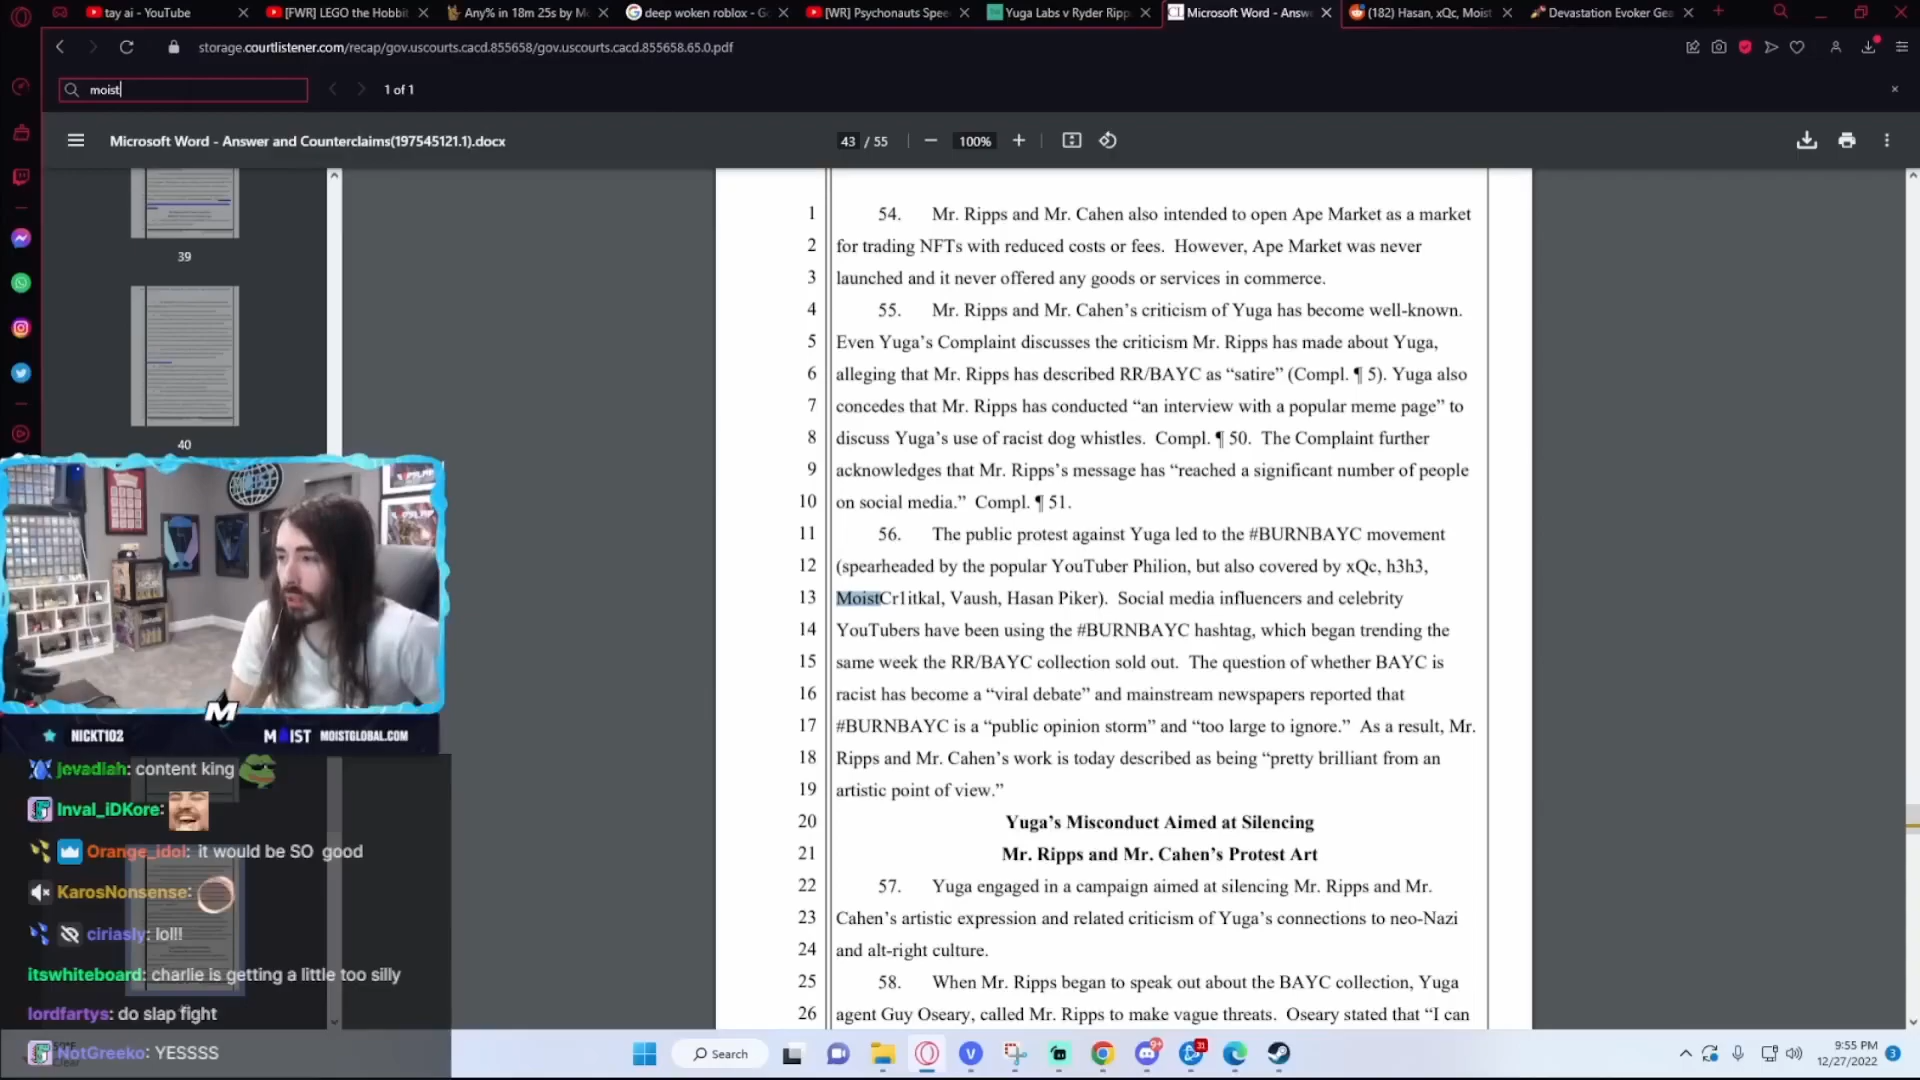 tay ai - YouTube
[FWR] LEGO the Hobbit
Any% in 18m 25s by M
deep woken roblox - G
[WR] Psychonauts Spee
Yuga Labs v Ryder Ripp
Microsoft Word - Answ
(182) Hasan, xQc, Moist
Devastation Evoker Gea
storage.courtlistener.com/recap/gov.uscourts.cacd.855658/gov.uscourts.cacd.855658.65.0.pdf
moist
1 of 1
Microsoft Word - Answer and Counterclaims(197545121.1).docx
43 / 55
100%
39
40
1 54. Mr. Ripps and Mr. Cahen also intended to open Ape Market as a market
2 for trading NFTs with reduced costs or fees. However, Ape Market was never
3 launched and it never offered any goods or services in commerce.
4 55. Mr. Ripps and Mr. Cahen’s criticism of Yuga has become well-known.
5 Even Yuga’s Complaint discusses the criticism Mr. Ripps has made about Yuga,
6 alleging that Mr. Ripps has described RR/BAYC as “satire” (Compl. ¶ 5). Yuga also
7 concedes that Mr. Ripps has conducted “an interview with a popular meme page” to
8 discuss Yuga’s use of racist dog whistles. Compl. ¶ 50. The Complaint further
9 acknowledges that Mr. Ripps’s message has “reached a significant number of people
10 on social media.” Compl. ¶ 51.
11 56. The public protest against Yuga led to the #BURNBAYC movement
12 (spearheaded by the popular YouTuber Philion, but also covered by xQc, h3h3,
13 MoistCr1itkal, Vaush, Hasan Piker). Social media influencers and celebrity
14 YouTubers have been using the #BURNBAYC hashtag, which began trending the
15 same week the RR/BAYC collection sold out. The question of whether BAYC is
16 racist has become a “viral debate” and mainstream newspapers reported that
17 #BURNBAYC is a “public opinion storm” and “too large to ignore.” As a result, Mr.
18 Ripps and Mr. Cahen’s work is today described as being “pretty brilliant from an
19 artistic point of view.”
20 Yuga’s Misconduct Aimed at Silencing
21 Mr. Ripps and Mr. Cahen’s Protest Art
22 57. Yuga engaged in a campaign aimed at silencing Mr. Ripps and Mr.
23 Cahen’s artistic expression and related criticism of Yuga’s connections to neo-Nazi
24 and alt-right culture.
25 58. When Mr. Ripps began to speak out about the BAYC collection, Yuga
26 agent Guy Oseary, called Mr. Ripps to make vague threats. Oseary stated that “I can
M
NICKT102
MOIST MOISTGLOBAL.COM
jevadiah: content king
Inval_iDKore:
Orange_idol: it would be SO good
KarosNonsense:
ciriasly: lol!!
itswhiteboard: charlie is getting a little too silly
lordfartys: do slap fight
NotGreeko: YESSSS
Search
9+
31
9:55 PM
12/27/2022
3